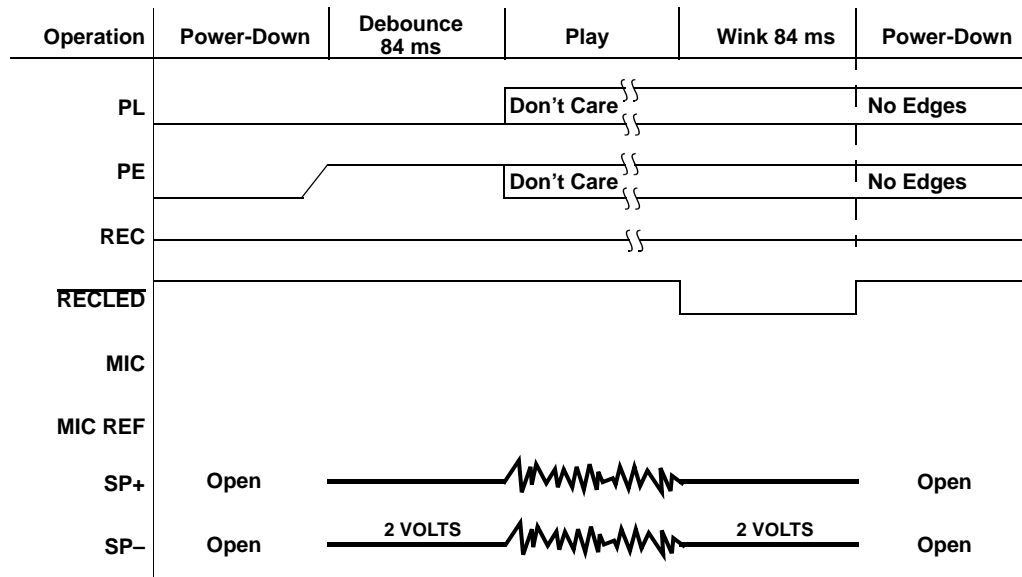 Operation Power-Down Debounce 84 ms Play Wink 84 ms Power-Down
PL Don't Care No Edges
PE Don't Care No Edges
REC
RECLED
MIC
MIC REF
SP+ Open Open
SP– Open 2 VOLTS 2 VOLTS Open